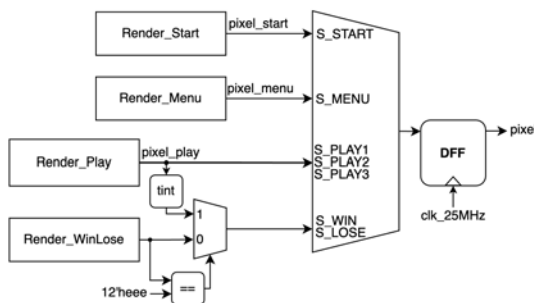 Render_Start
pixel_start
S_START
Render_Menu
pixel_menu
S_MENU
Render_Play
pixel_play
S_PLAY1
S_PLAY2
S_PLAY3
tint
DFF
pixel
clk_25MHz
Render_WinLose
1
0
S_WIN
S_LOSE
12'heee
==